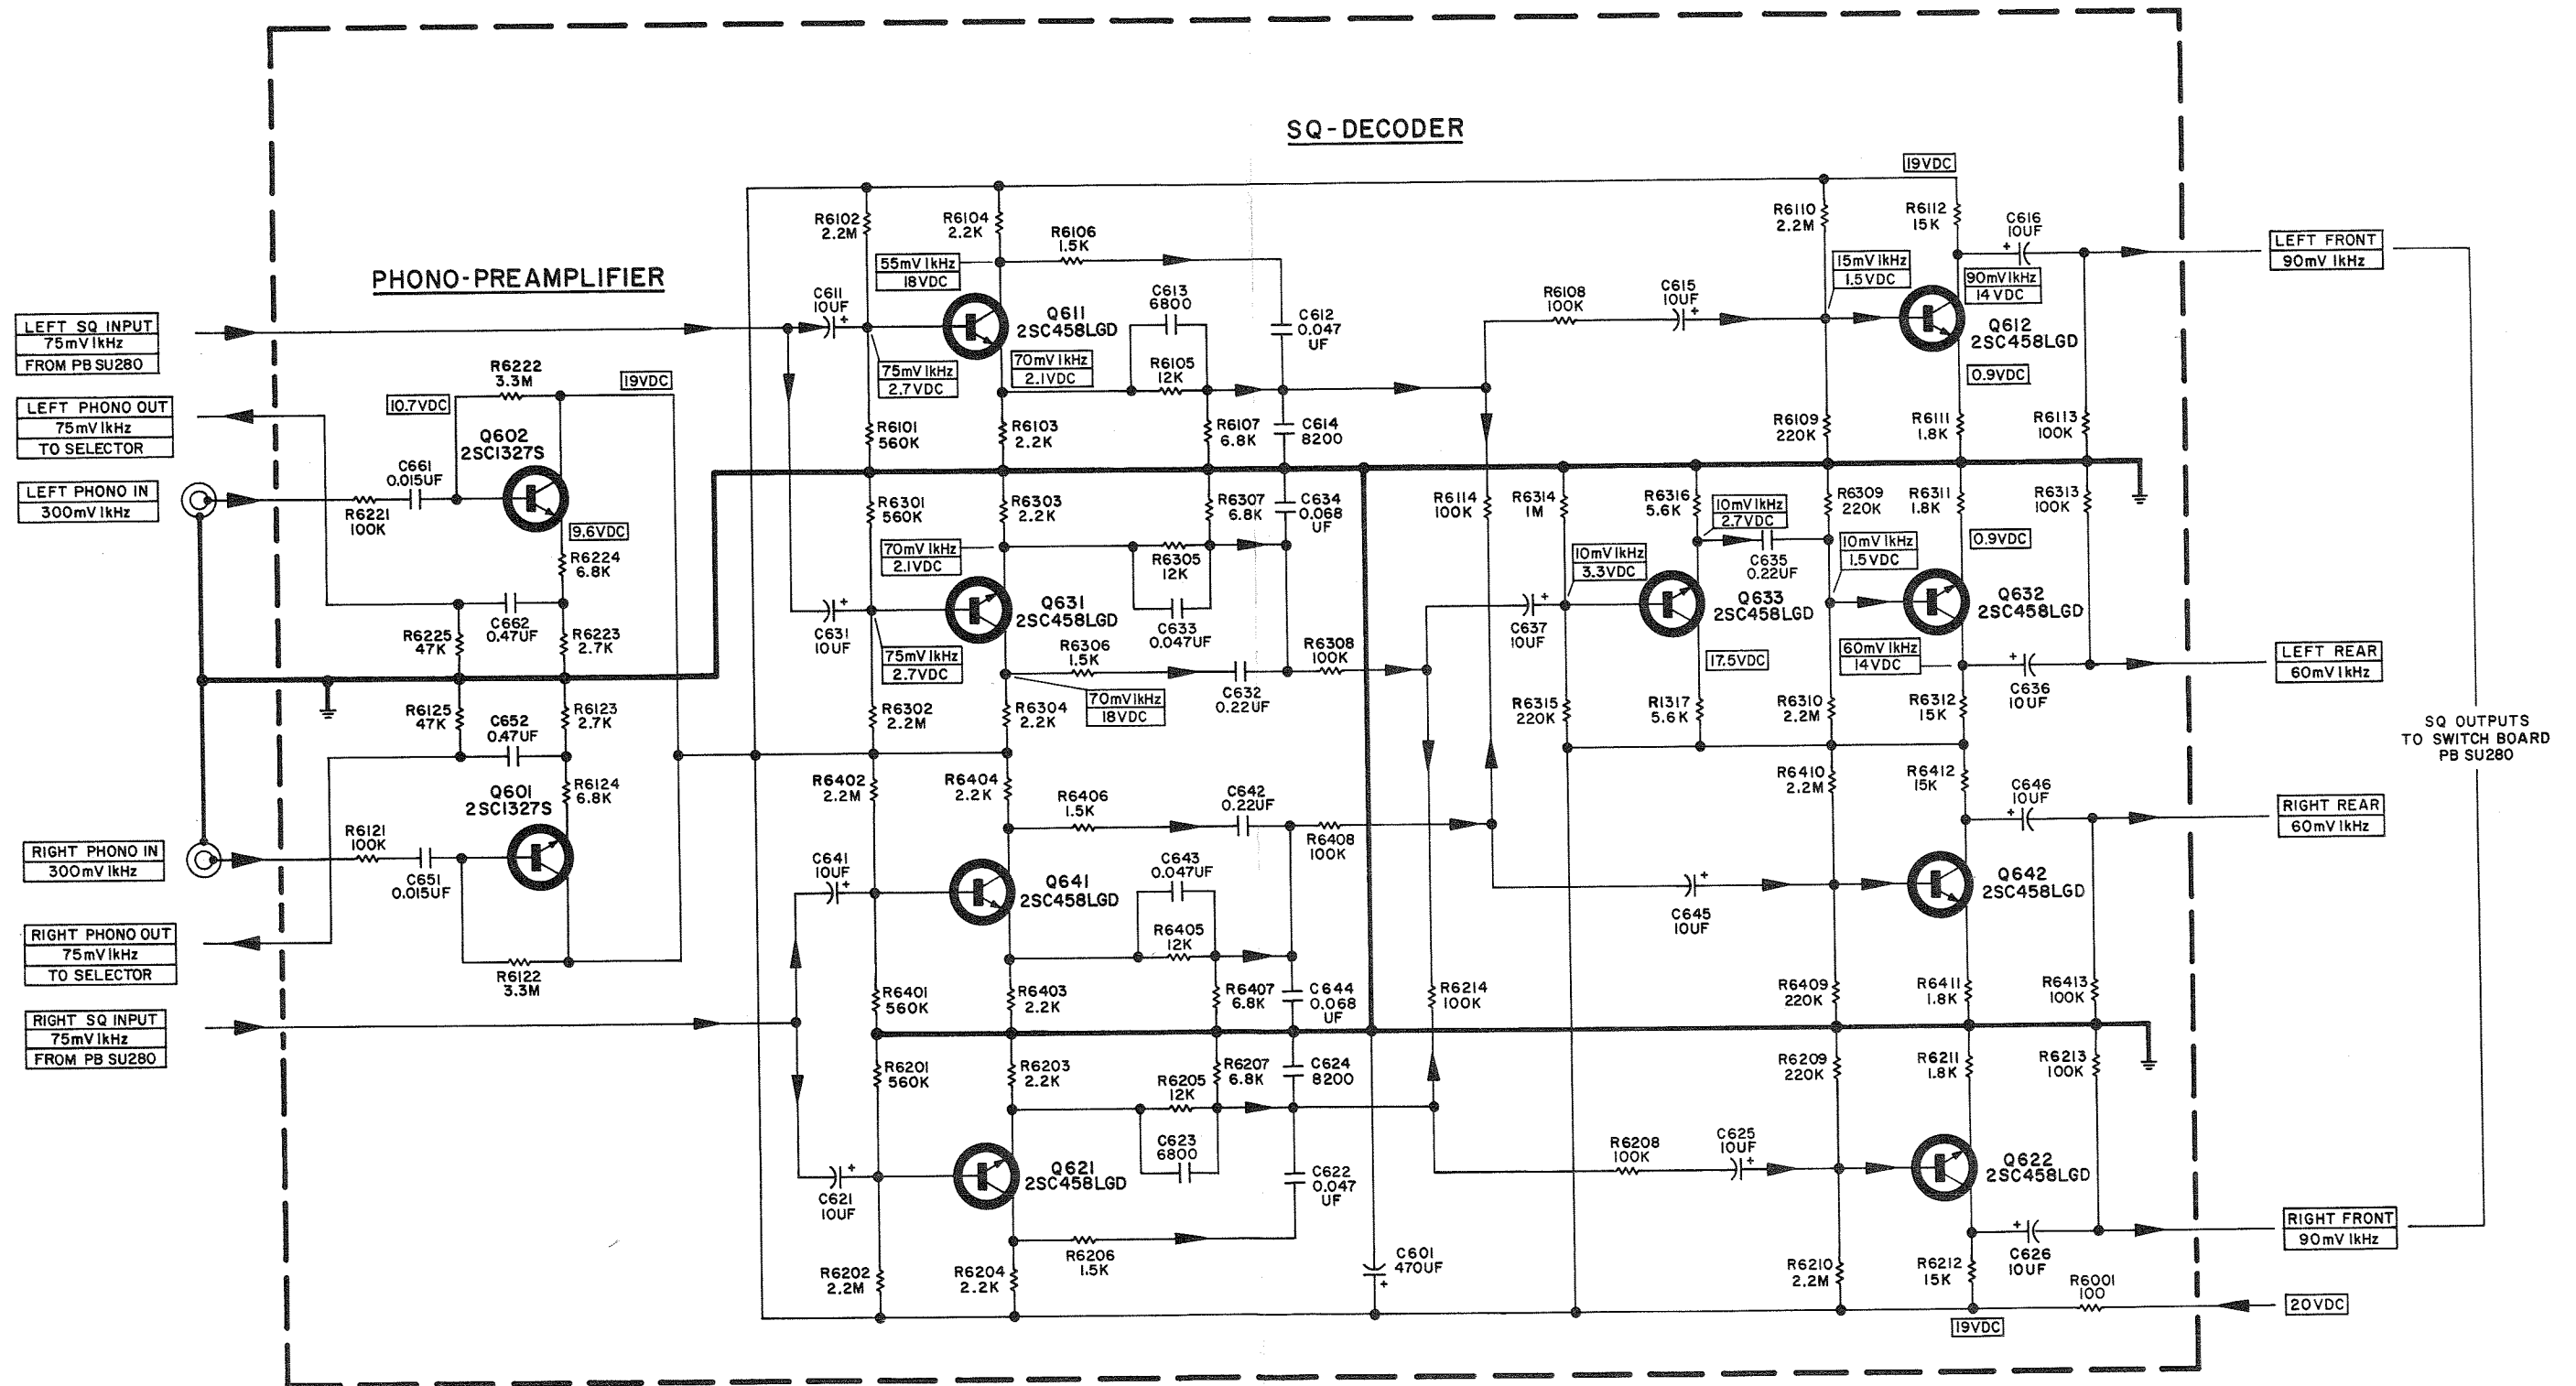 SQ-DECODER
PHONO-PREAMPLIFIER
LEFT SQ INPUT
75mV 1kHz
FROM PB SU280
LEFT PHONO OUT
75mV 1kHz
TO SELECTOR
LEFT PHONO IN
300mV 1kHz
RIGHT PHONO IN
300mV 1kHz
RIGHT PHONO OUT
75mV 1kHz
TO SELECTOR
RIGHT SQ INPUT
75mV 1kHz
FROM PB SU280
R6222
3.3M
19VDC
10.7VDC
Q602
2SC1327S
C661
0.015UF
R6221
100K
9.6VDC
R6224
6.8K
C662
0.47UF
R6225
47K
R6223
2.7K
R6125
47K
C652
0.47UF
R6123
2.7K
R6124
6.8K
Q601
2SC1327S
R6121
100K
C651
0.015UF
R6122
3.3M
R6102
2.2M
R6104
2.2K
R6106
1.5K
55mV 1kHz
18VDC
C611
10UF
Q611
2SC458LGD
C613
6800
C612
0.047
UF
75mV 1kHz
2.7VDC
70mV 1kHz
2.1VDC
R6105
12K
R6101
560K
R6103
2.2K
R6107
6.8K
C614
8200
R6301
560K
R6303
2.2K
R6307
6.8K
C634
0.068
UF
70mV 1kHz
2.1VDC
R6305
12K
Q631
2SC458LGD
C633
0.047UF
C631
10UF
75mV 1kHz
2.7VDC
R6306
1.5K
R6308
100K
70mV 1kHz
18VDC
C632
0.22UF
R6302
2.2M
R6304
2.2K
R6402
2.2M
R6404
2.2K
R6406
1.5K
C642
0.22UF
R6408
100K
C641
10UF
Q641
2SC458LGD
C643
0.047UF
R6405
12K
R6401
560K
R6403
2.2K
R6407
6.8K
C644
0.068
UF
R6201
560K
R6203
2.2K
R6205
12K
R6207
6.8K
C624
8200
C623
6800
Q621
2SC458LGD
C622
0.047
UF
C621
10UF
R6206
1.5K
R6202
2.2M
R6204
2.2K
C601
470UF
R6108
100K
C615
10UF
R6110
2.2M
19VDC
R6112
15K
C616
10UF
15mV 1kHz
1.5VDC
90mV 1kHz
14VDC
Q612
2SC458LGD
0.9VDC
R6109
220K
R6111
1.8K
R6113
100K
R6114
100K
R6314
1M
R6316
5.6K
10mV 1kHz
2.7VDC
R6309
220K
R6311
1.8K
R6313
100K
10mV 1kHz
3.3VDC
C635
0.22UF
10mV 1kHz
1.5VDC
0.9VDC
C637
10UF
Q633
2SC458LGD
Q632
2SC458LGD
17.5VDC
60mV 1kHz
14VDC
C636
10UF
R6315
220K
R1317
5.6K
R6310
2.2M
R6312
15K
R6410
2.2M
R6412
15K
C646
10UF
Q642
2SC458LGD
C645
10UF
R6214
100K
R6409
220K
R6411
1.8K
R6413
100K
R6209
220K
R6211
1.8K
R6213
100K
R6208
100K
C625
10UF
Q622
2SC458LGD
C626
10UF
R6210
2.2M
R6212
15K
R6001
100
19VDC
20VDC
LEFT FRONT
90mV 1kHz
LEFT REAR
60mV 1kHz
SQ OUTPUTS
TO SWITCH BOARD
PB SU280
RIGHT REAR
60mV 1kHz
RIGHT FRONT
90mV 1kHz